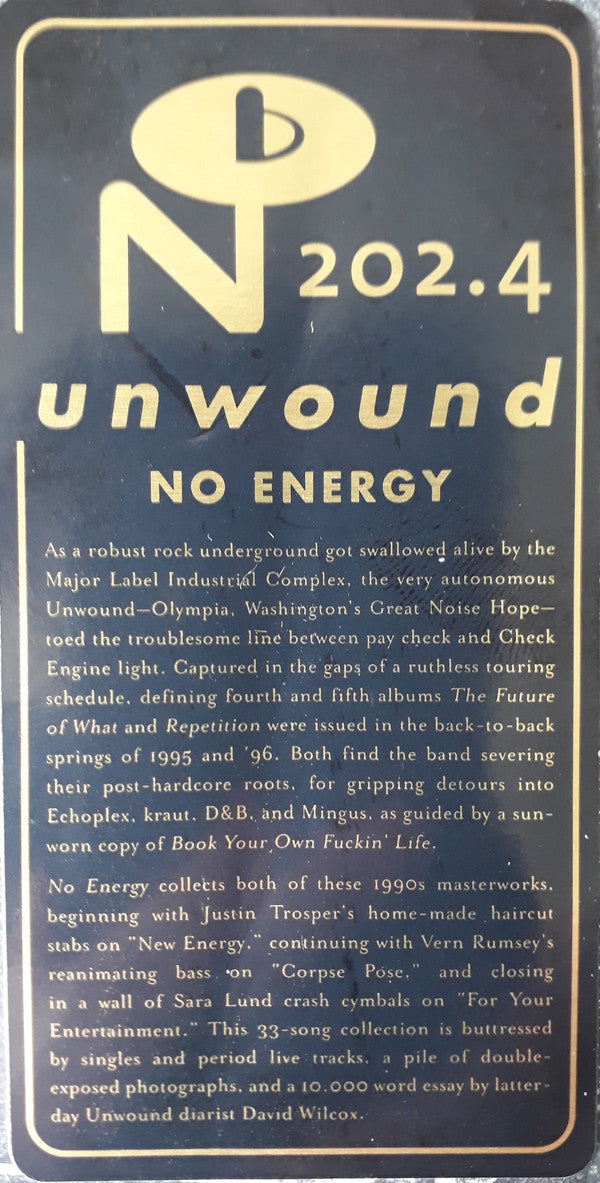 N
202.4
unwound
NO ENERGY
As a robust rock underground got swallowed alive by the
Major Label Industrial Complex, the very autonomous
Unwound—Olympia, Washington's Great Noise Hope—
toed the troublesome line between pay check and Check
Engine light. Captured in the gaps of a ruthless touring
schedule, defining fourth and fifth albums The Future
of What and Repetition were issued in the back-to-back
springs of 1995 and '96. Both find the band severing
their post-hardcore roots, for gripping detours into
Echoplex, kraut, D&B, and Mingus, as guided by a sun-
worn copy of Book Your Own Fuckin' Life.
No Energy collects both of these 1990s masterworks,
beginning with Justin Trosper's home-made haircut
stabs on "New Energy," continuing with Vern Rumsey's
reanimating bass on "Corpse Pose," and closing
in a wall of Sara Lund crash cymbals on "For Your
Entertainment." This 33-song collection is buttressed
by singles and period live tracks, a pile of double-
exposed photographs, and a 10,000 word essay by latter-
day Unwound diarist David Wilcox.